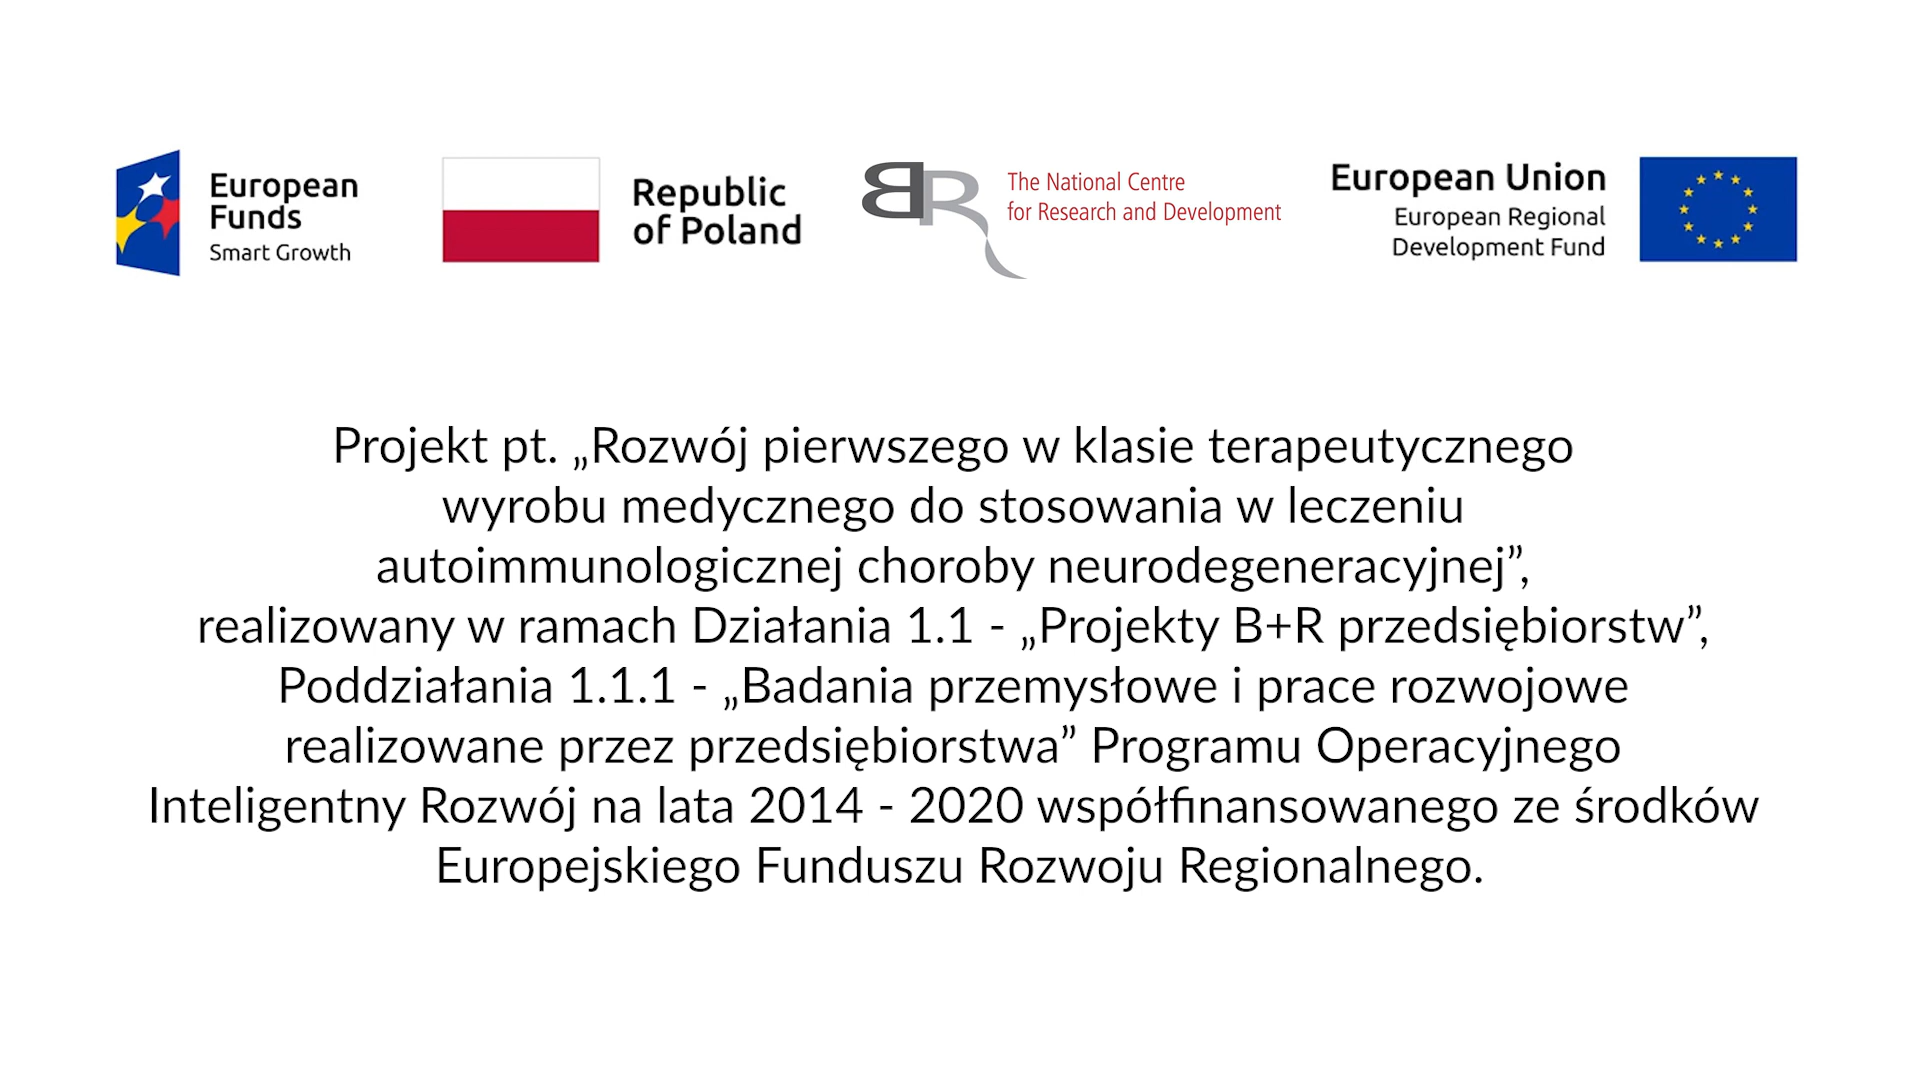 European
Funds
Smart Growth
Republic
of Poland
BR
The National Centre
for Research and Development
European Union
European Regional
Development Fund
Projekt pt. „Rozwój pierwszego w klasie terapeutycznego
wyrobu medycznego do stosowania w leczeniu
autoimmunologicznej choroby neurodegeneracyjnej”,
realizowany w ramach Działania 1.1 - „Projekty B+R przedsiębiorstw”,
Poddziałania 1.1.1 - „Badania przemysłowe i prace rozwojowe
realizowane przez przedsiębiorstwa” Programu Operacyjnego
Inteligentny Rozwój na lata 2014 - 2020 współfinansowanego ze środków
Europejskiego Funduszu Rozwoju Regionalnego.